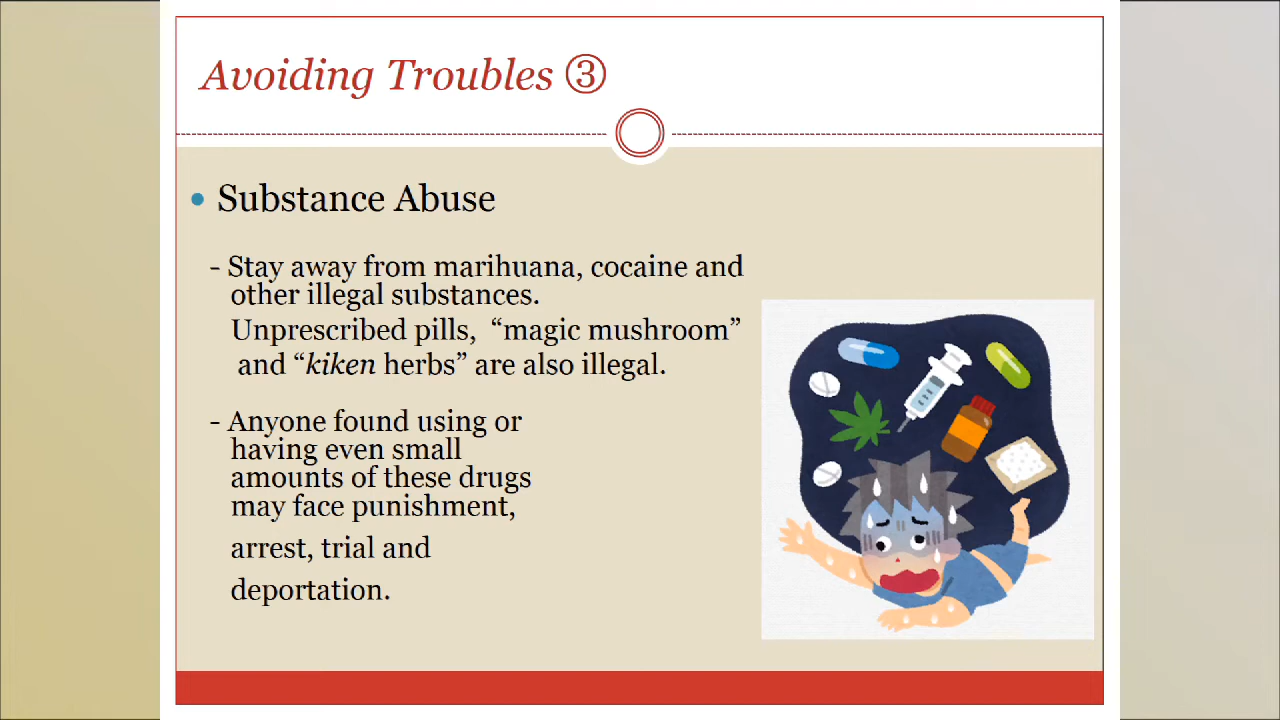 Avoiding Troubles ③
• Substance Abuse
- Stay away from marihuana, cocaine and
other illegal substances.
Unprescribed pills, “magic mushroom”
and “kiken herbs” are also illegal.
- Anyone found using or
having even small
amounts of these drugs
may face punishment,
arrest, trial and
deportation.